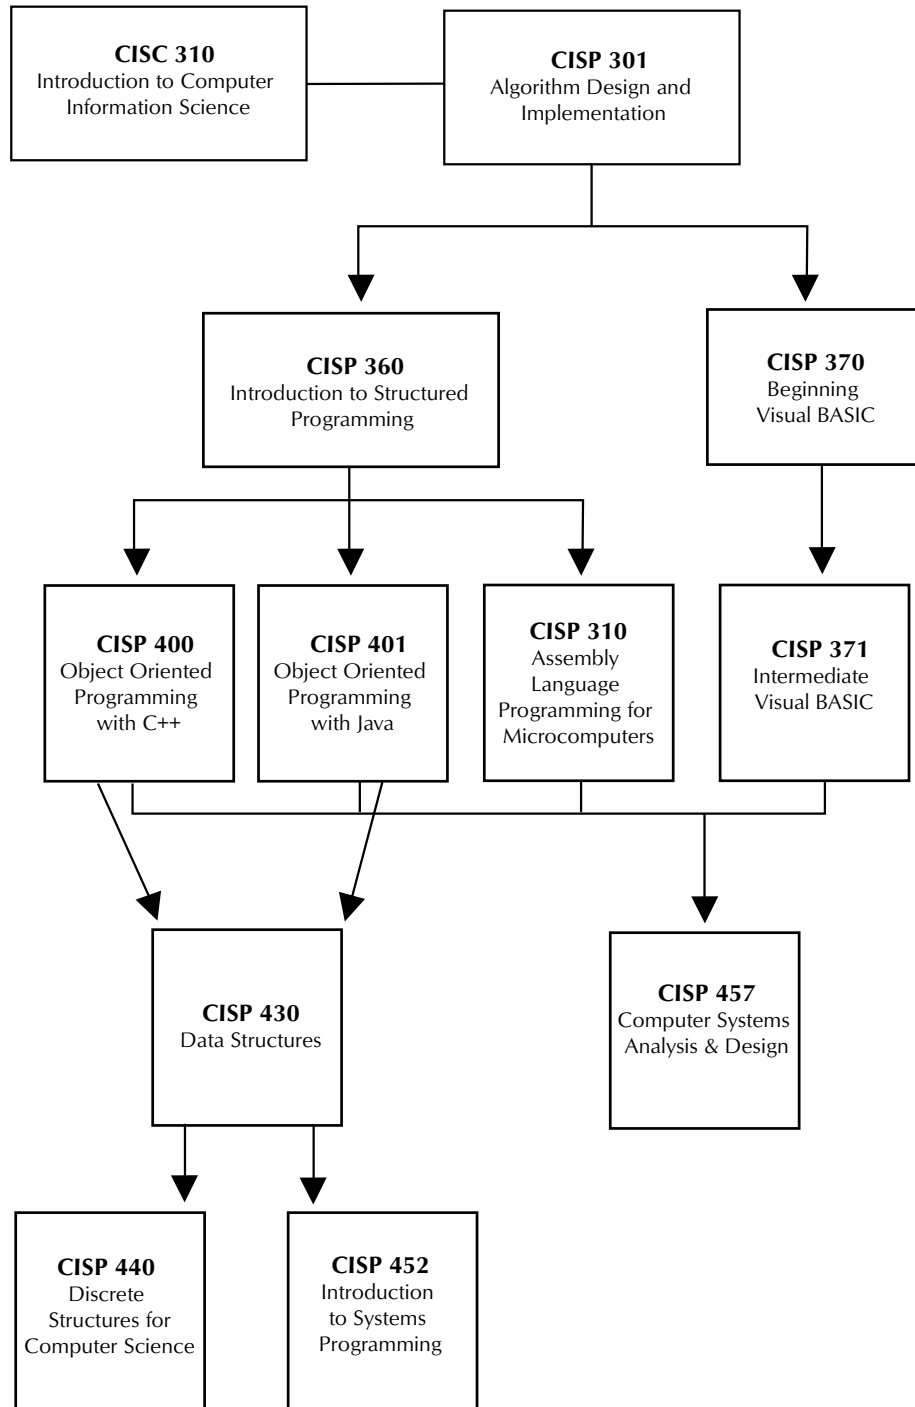 CISC 310
Introduction to Computer
Information Science
CISP 301
Algorithm Design and
Implementation
CISP 360
Introduction to Structured
Programming
CISP 370
Beginning
Visual BASIC
CISP 400
Object Oriented
Programming
with C++
CISP 401
Object Oriented
Programming
with Java
CISP 310
Assembly
Language
Programming for
Microcomputers
CISP 371
Intermediate
Visual BASIC
CISP 430
Data Structures
CISP 457
Computer Systems
Analysis & Design
CISP 440
Discrete
Structures for
Computer Science
CISP 452
Introduction
to Systems
Programming